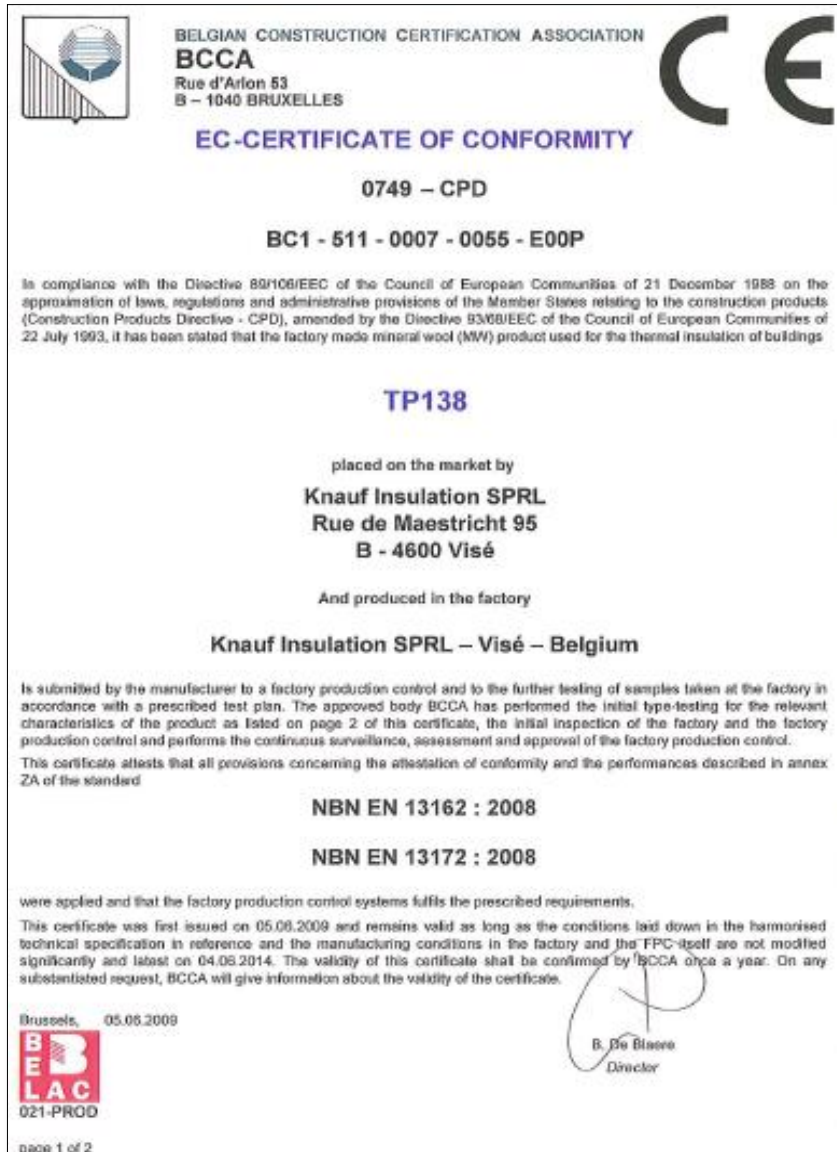 BELGIAN CONSTRUCTION CERTIFICATION ASSOCIATION
BCCA
Rue d'Arlon 53
B – 1040 BRUXELLES
CE
EC-CERTIFICATE OF CONFORMITY
0749 – CPD
BC1 - 511 - 0007 - 0055 - E00P
In compliance with the Directive 89/106/EEC of the Council of European Communities of 21 December 1988 on the
approximation of laws, regulations and administrative provisions of the Member States relating to the construction products
(Construction Products Directive - CPD), amended by the Directive 93/68/EEC of the Council of European Communities of
22 July 1993, it has been stated that the factory made mineral wool (MW) product used for the thermal insulation of buildings
TP138
placed on the market by
Knauf Insulation SPRL
Rue de Maestricht 95
B - 4600 Visé
And produced in the factory
Knauf Insulation SPRL – Visé – Belgium
Is submitted by the manufacturer to a factory production control and to the further testing of samples taken at the factory in
accordance with a prescribed test plan. The approved body BCCA has performed the initial type-testing for the relevant
characteristics of the product as listed on page 2 of this certificate, the initial inspection of the factory and the factory
production control and performs the continuous surveillance, assessment and approval of the factory production control.
This certificate attests that all provisions concerning the attestation of conformity and the performances described in annex
ZA of the standard
NBN EN 13162 : 2008
NBN EN 13172 : 2008
were applied and that the factory production control systems fulfils the prescribed requirements.
This certificate was first issued on 05.06.2009 and remains valid as long as the conditions laid down in the harmonised
technical specification in reference and the manufacturing conditions in the factory and the FPC itself are not modified
significantly and latest on 04.06.2014. The validity of this certificate shall be confirmed by BCCA once a year. On any
substantiated request, BCCA will give information about the validity of the certificate.
Brussels, 05.06.2009
B. De Blaere
Director
BELAC
021-PROD
page 1 of 2